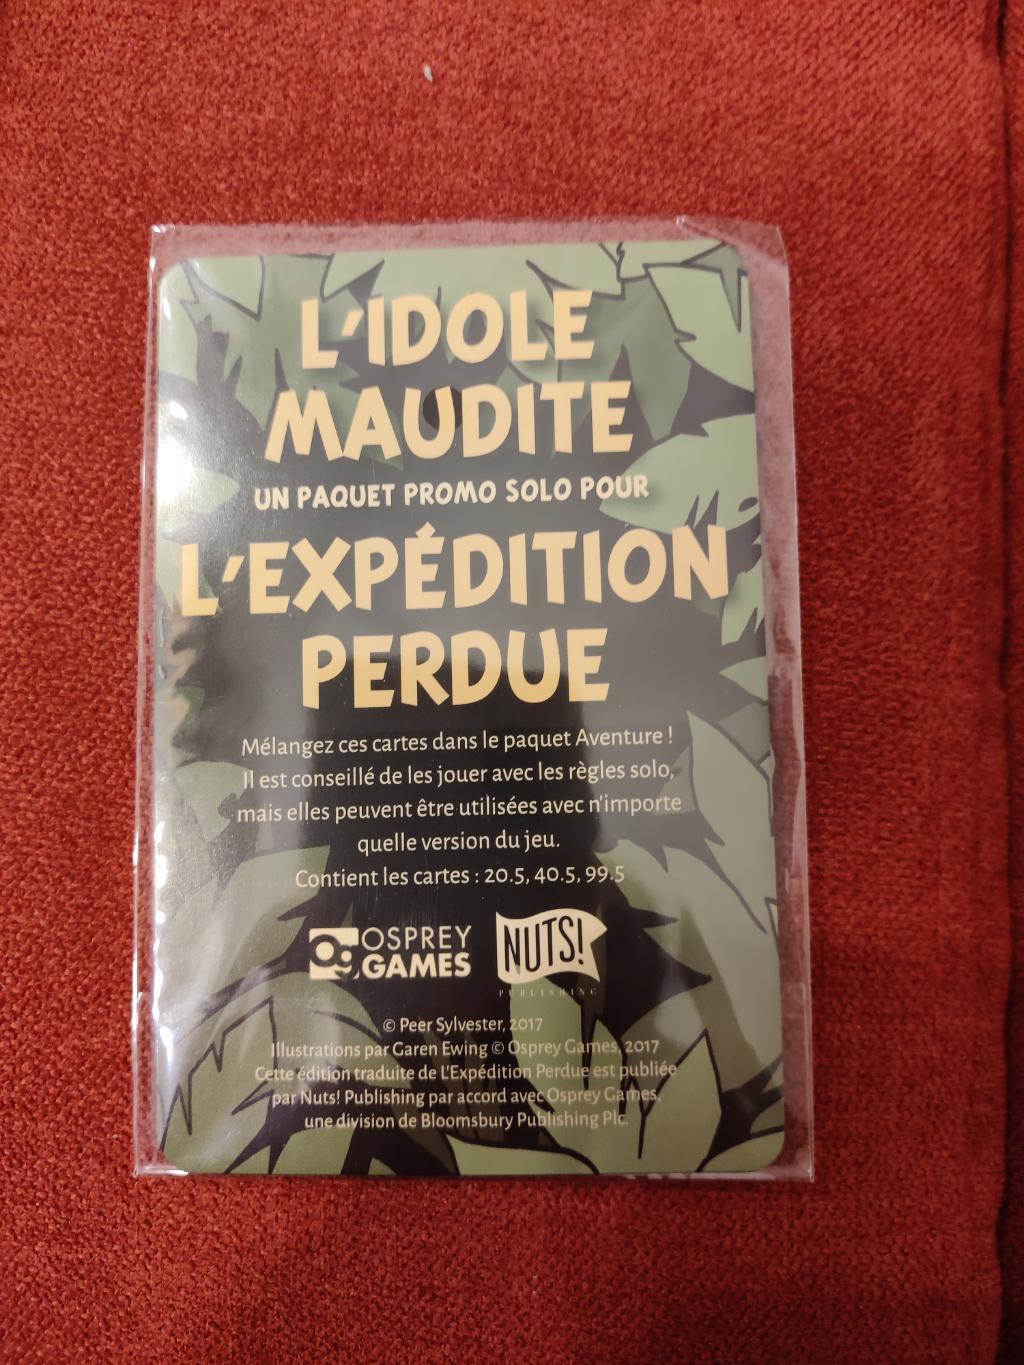 L'IDOLE
MAUDITE
UN PAQUET PROMO SOLO POUR
L'EXPÉDITION
PERDUE
Mélangez ces cartes dans le paquet Aventure !
Il est conseillé de les jouer avec les règles solo,
mais elles peuvent être utilisées avec n'importe
quelle version du jeu.
Contient les cartes : 20.5, 40.5, 99.5
Og OSPREY
GAMES
NUTS!
PUBLISHING
© Peer Sylvester, 2017
Illustrations par Garen Ewing © Osprey Games, 2017
Cette édition traduite de L'Expédition Perdue est publiée
par Nuts! Publishing par accord avec Osprey Games,
une division de Bloomsbury Publishing Plc.